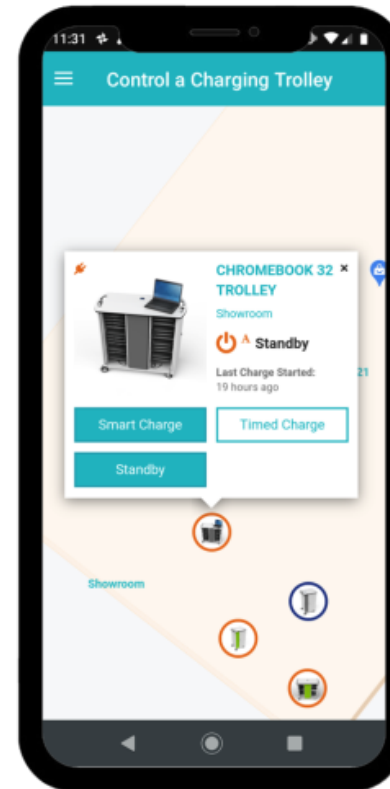 11:31
Control a Charging Trolley
CHROMEBOOK 32 ×
TROLLEY
Showroom
A Standby
Last Charge Started:
19 hours ago
21
Smart Charge
Timed Charge
Standby
Showroom